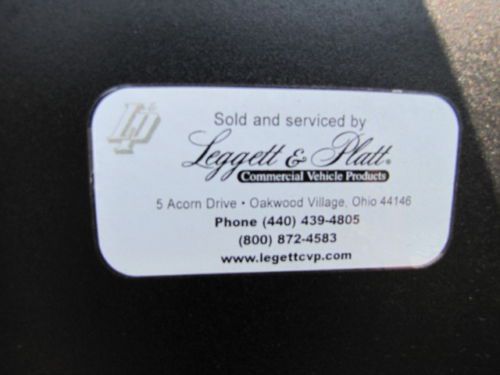 L&P
Sold and serviced by
Leggett & Platt®
Commercial Vehicle Products
5 Acorn Drive • Oakwood Village, Ohio 44146
Phone (440) 439-4805
(800) 872-4583
www.legettcvp.com